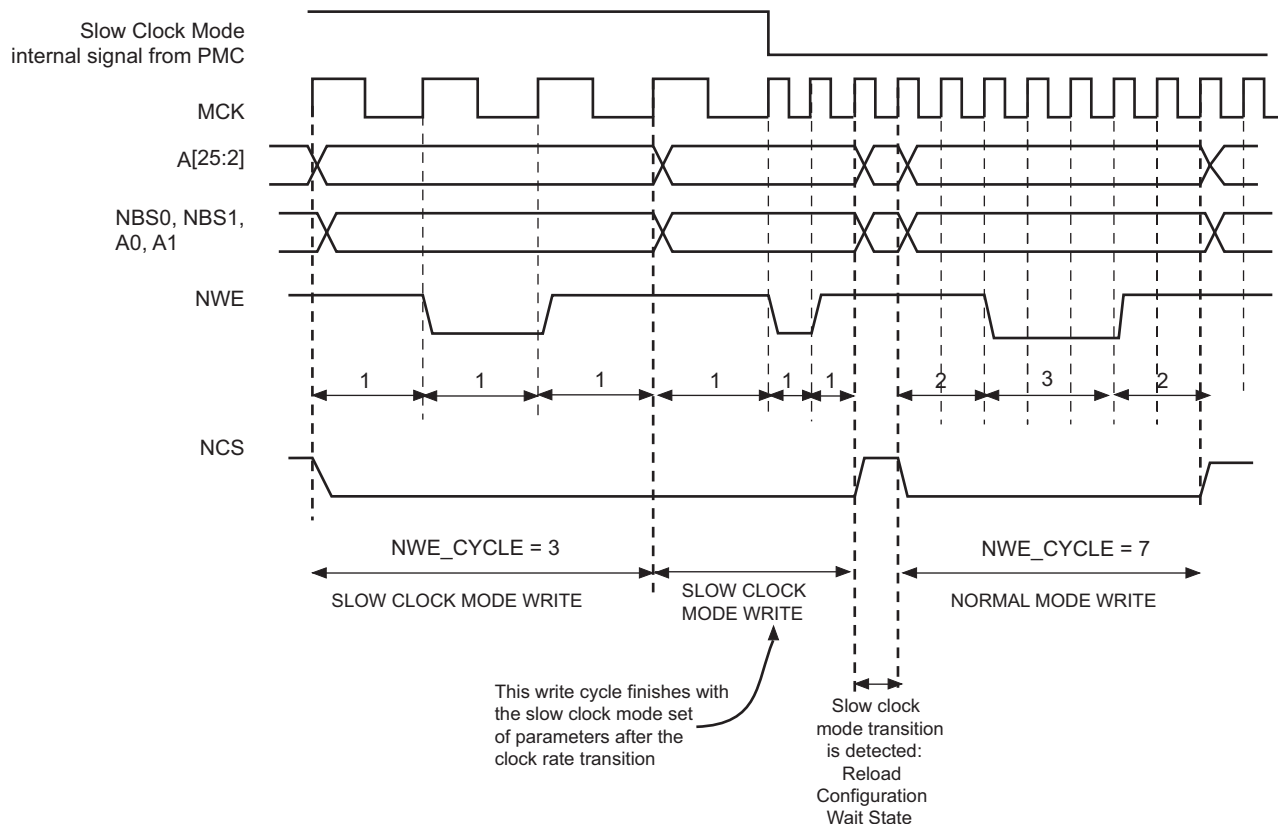 Slow Clock Mode
internal signal from PMC
MCK
A[25:2]
NBS0, NBS1,
A0, A1
NWE
1 1 1 1 1 1 2 3 2
NCS
NWE_CYCLE = 3 NWE_CYCLE = 7
SLOW CLOCK MODE WRITE
SLOW CLOCK
MODE WRITE
NORMAL MODE WRITE
This write cycle finishes with
the slow clock mode set
of parameters after the
clock rate transition
Slow clock
mode transition
is detected:
Reload
Configuration
Wait State